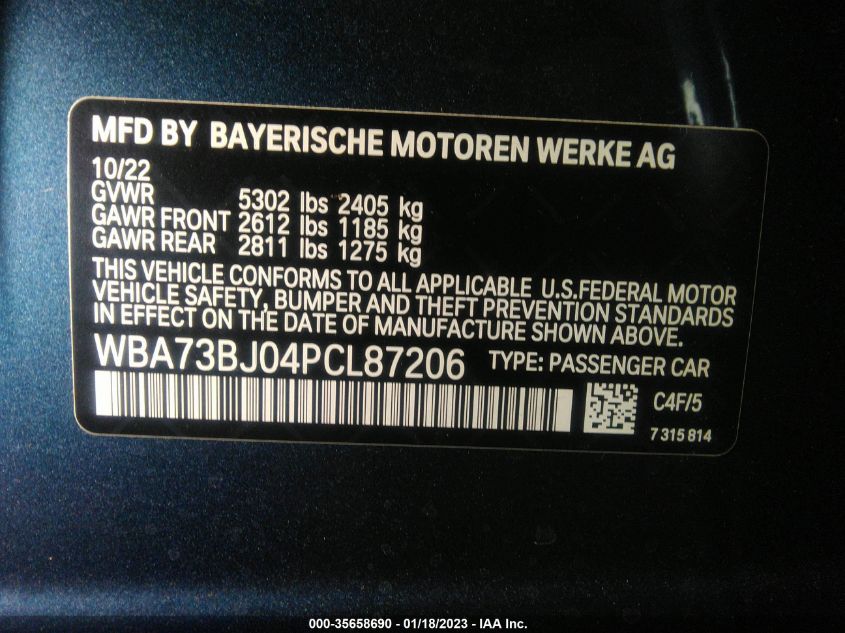 MFD BY BAYERISCHE MOTOREN WERKE AG
10/22
GVWR 5302 lbs 2405 kg
GAWR FRONT 2612 lbs 1185 kg
GAWR REAR 2811 lbs 1275 kg
THIS VEHICLE CONFORMS TO ALL APPLICABLE U.S.FEDERAL MOTOR
VEHICLE SAFETY, BUMPER AND THEFT PREVENTION STANDARDS
IN EFFECT ON THE DATE OF MANUFACTURE SHOWN ABOVE.
WBA73BJ04PCL87206 TYPE: PASSENGER CAR
C4F/5
7 315 814
000-35658690 - 01/18/2023 - IAA Inc.